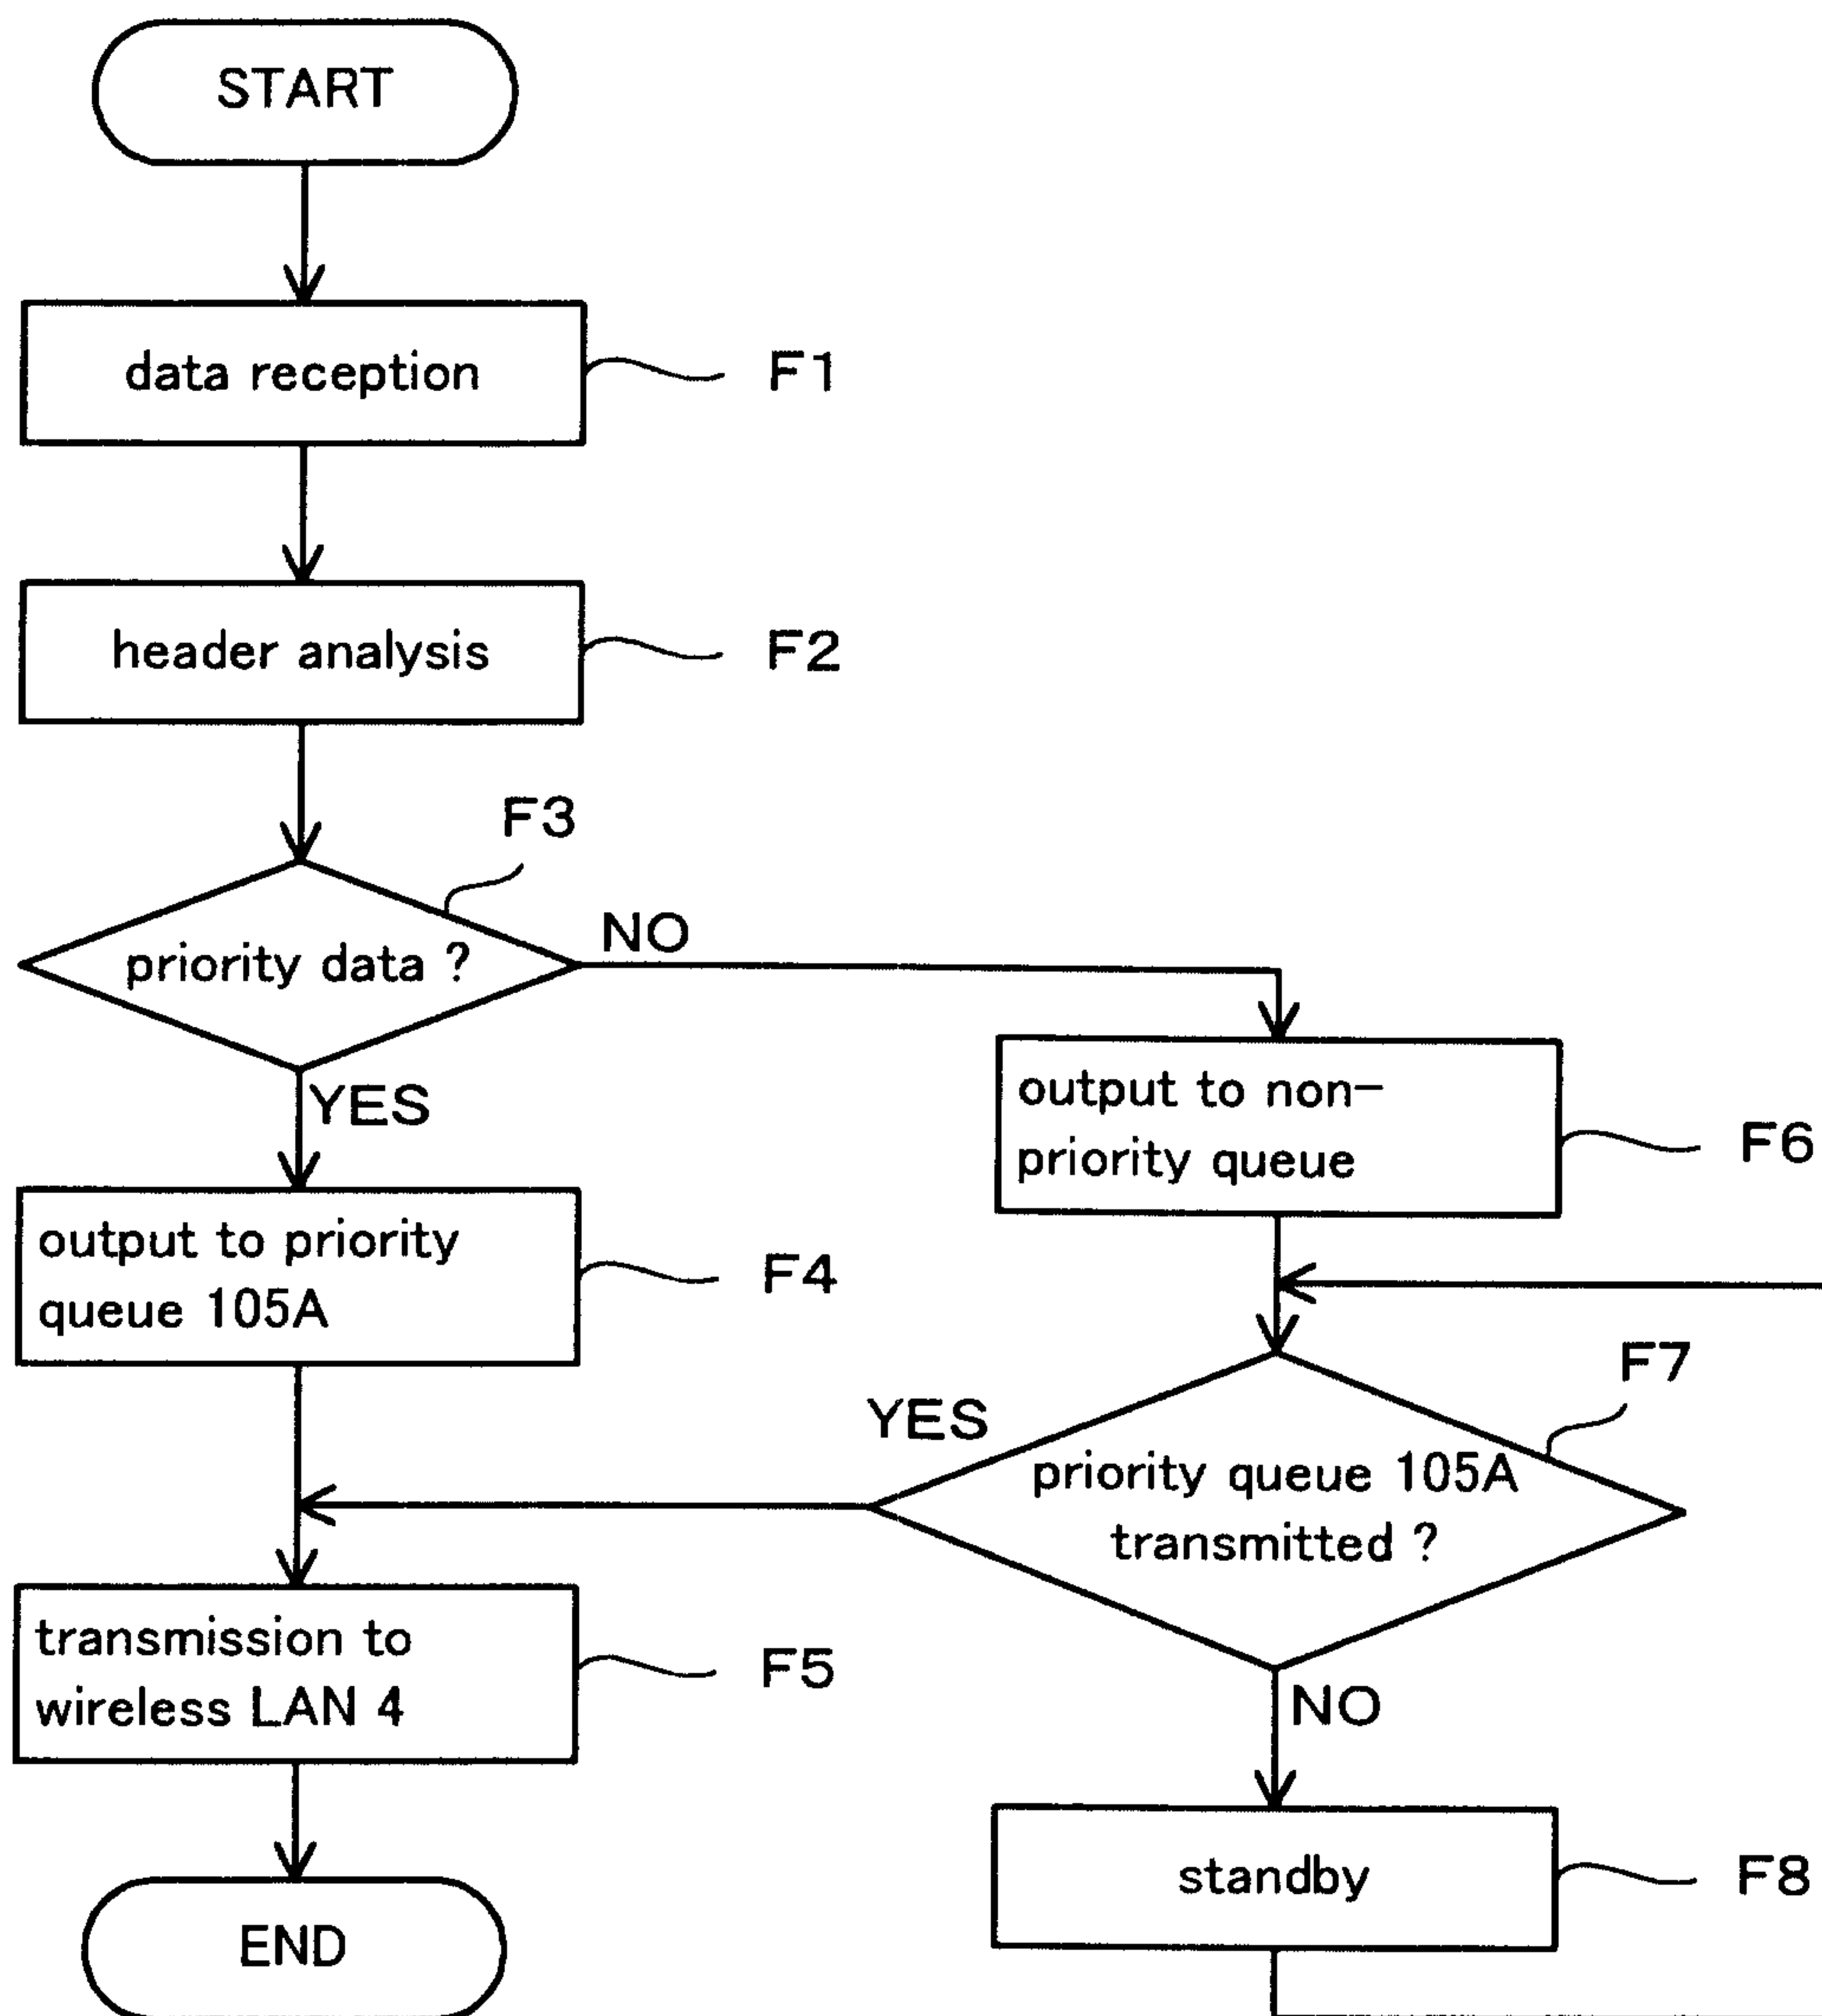 START
data reception
F1
header analysis
F2
F3
priority data ?
NO
YES
output to non-
priority queue
F6
output to priority
queue 105A
F4
F7
YES
priority queue 105A
transmitted ?
transmission to
wireless LAN 4
F5
NO
standby
F8
END